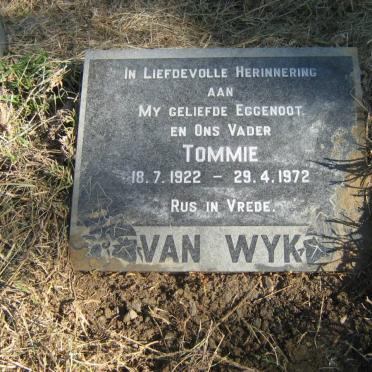 In Liefdevolle Herinnering
aan
My geliefde Eggenoot
en Ons Vader
TOMMIE
18.7.1922 – 29.4.1972
Rus in Vrede.
VAN WYK